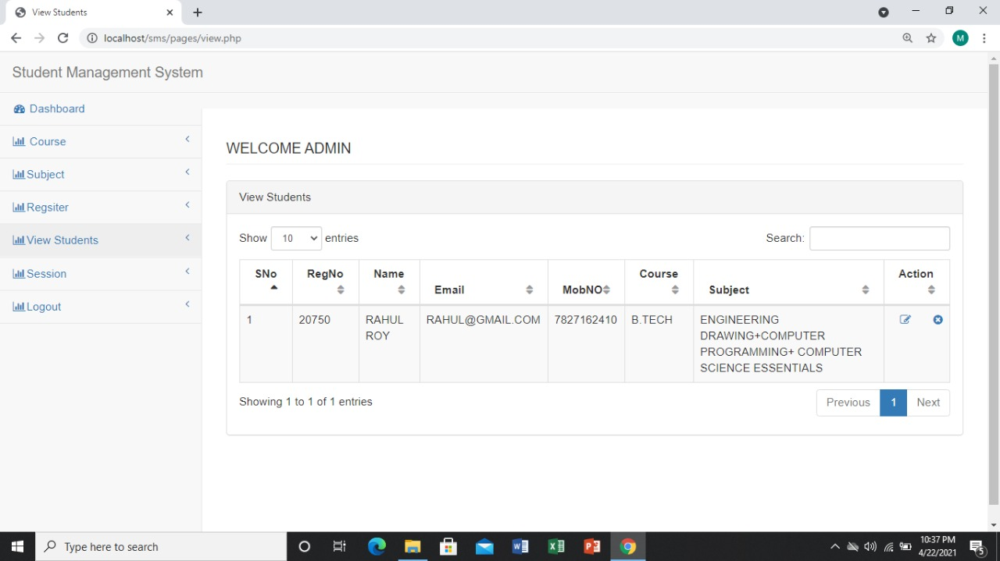 View Students
localhost/sms/pages/view.php
M
Student Management System
Dashboard
Course
Subject
Regsiter
View Students
Session
Logout
WELCOME ADMIN
View Students
Show 10 entries
Search:
SNo RegNo Name Email MobNO Course Subject Action
1 20750 RAHUL RAHUL@GMAIL.COM 7827162410 B.TECH ENGINEERING
ROY DRAWING+COMPUTER
PROGRAMMING+ COMPUTER
SCIENCE ESSENTIALS
Showing 1 to 1 of 1 entries
Previous 1 Next
Type here to search
10:37 PM
4/22/2021
5